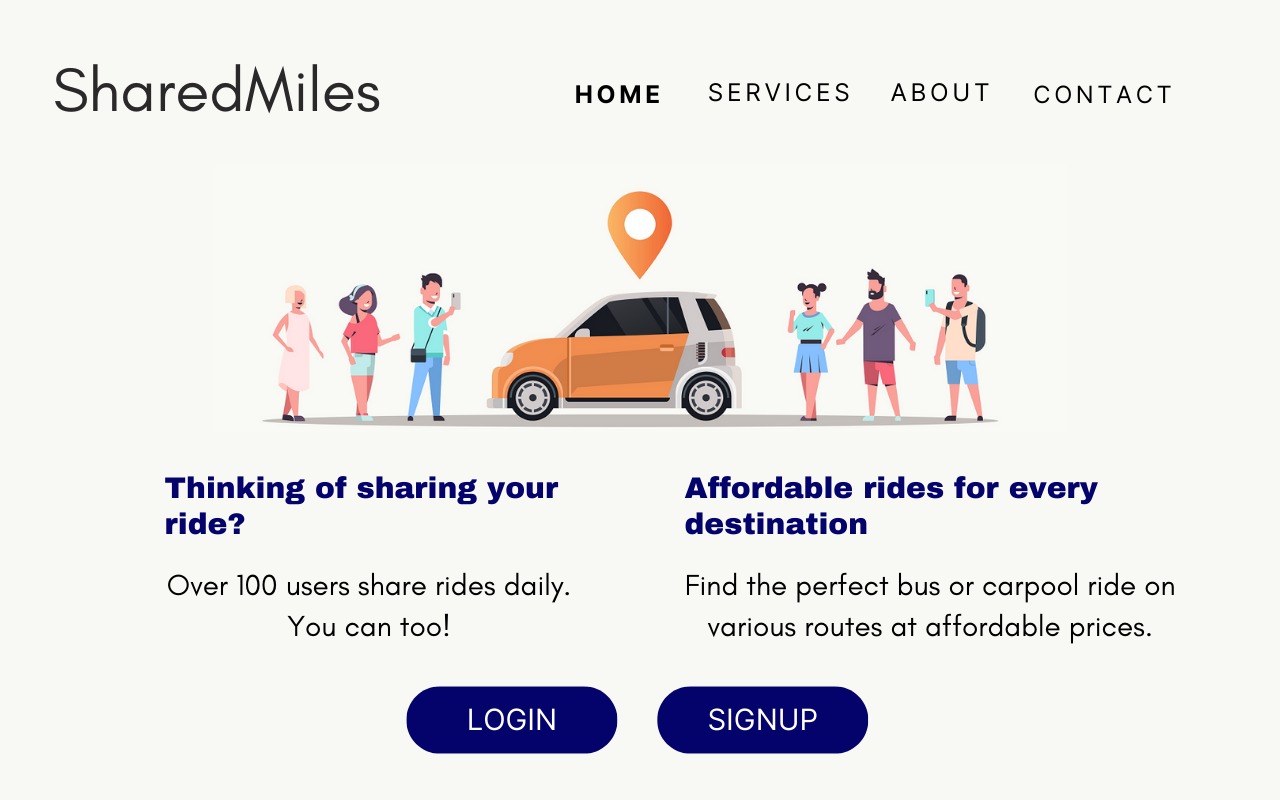 SharedMiles
HOME SERVICES ABOUT CONTACT
Thinking of sharing your
ride?
Over 100 users share rides daily.
You can too!
Affordable rides for every
destination
Find the perfect bus or carpool ride on
various routes at affordable prices.
LOGIN SIGNUP